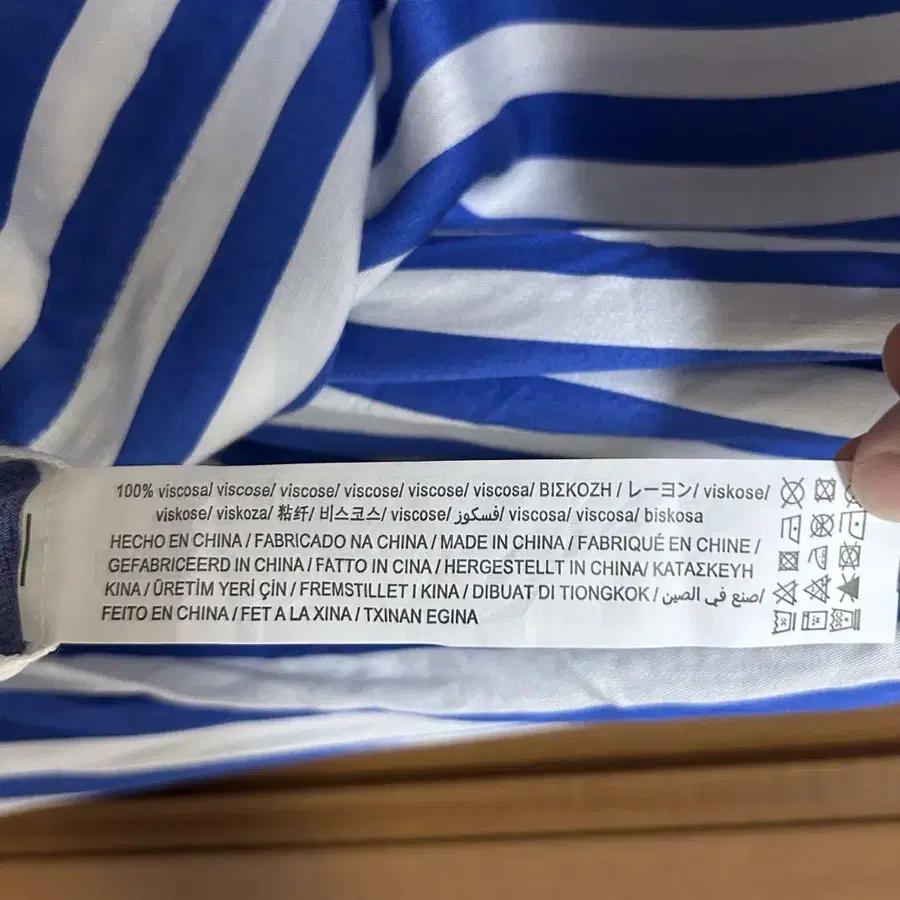 100% viscosa/ viscose/ viscose/ viscose/ viscose/ viscosa/ ΒΙΣΚΟΖΗ / レーヨン/ viskose/
viskose/ viskoza/ 粘纤/ 비스코스/ viscose/ فسكوز/ viscosa/ viscosa/ biskosa
HECHO EN CHINA / FABRICADO NA CHINA / MADE IN CHINA / FABRIQUÉ EN CHINE /
GEFABRICEERD IN CHINA / FATTO IN CINA / HERGESTELLT IN CHINA/ ΚΑΤΑΣΚΕΥΗ
ΚΙΝΑ / ÜRETİM YERİ ÇİN / FREMSTILLET I KINA / DIBUAT DI TIONGKOK / صنع في الصين/
FEITO EN CHINA / FET A LA XINA / TXINAN EGINA